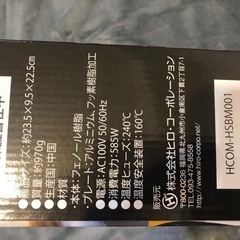 ●製品サイズ:約23.5×9.5×22.5cm
●重量:約970g
●生産国:中国
●材質
・本体:フェノール樹脂
・プレート:アルミニウム、フッ素樹脂加工
●電源:AC100V 50/60Hz
●消費電力:585W
●温度ヒューズ:240℃
●温度安全装置:160℃
販売元
株式会社ヒロ・コーポレーション
HCOM-HSBM001